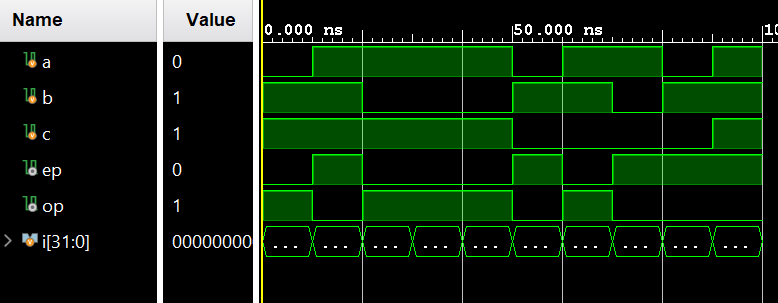 Name Value
0.000 ns 50.000 ns 10
a 0
b 1
c 1
ep 0
op 1
i[31:0] 00000000 ... ... ... ... ... ... ... ... ... ...